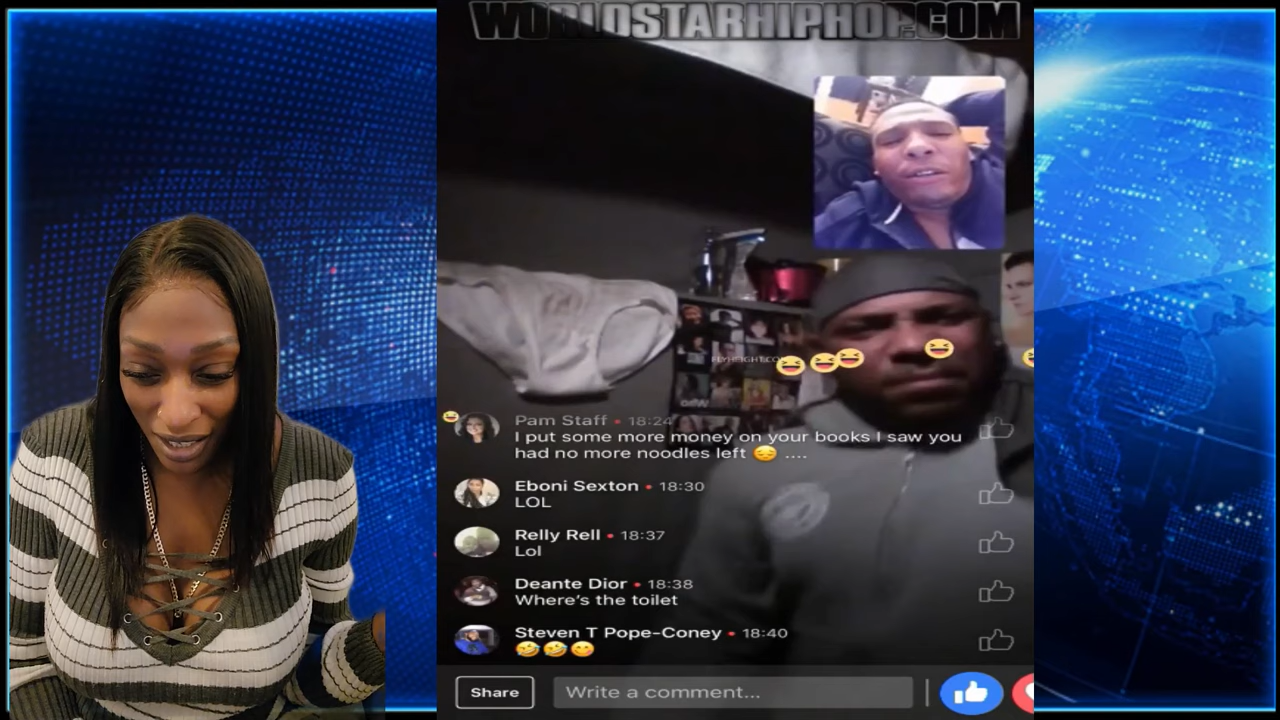 WORLDSTARHIPHOP.COM
FLYHEIGHT.COM
Pam Staff • 18:24
I put some more money on your books I saw you
had no more noodles left 😔 ....
Eboni Sexton • 18:30
LOL
Relly Rell • 18:37
Lol
Deante Dior • 18:38
Where's the toilet
Steven T Pope-Coney • 18:40
🤣🤣😋
Share
Write a comment...